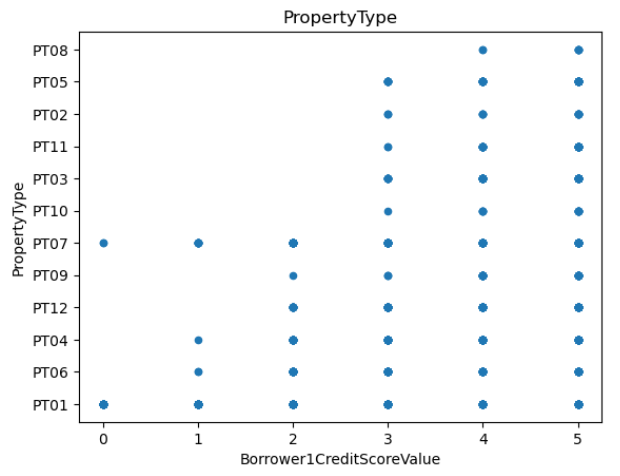 PropertyType
PT08
PT05
PT02
PT11
PT03
PT10
PT07
PT09
PT12
PT04
PT06
PT01
PropertyType
0 1 2 3 4 5
Borrower1CreditScoreValue